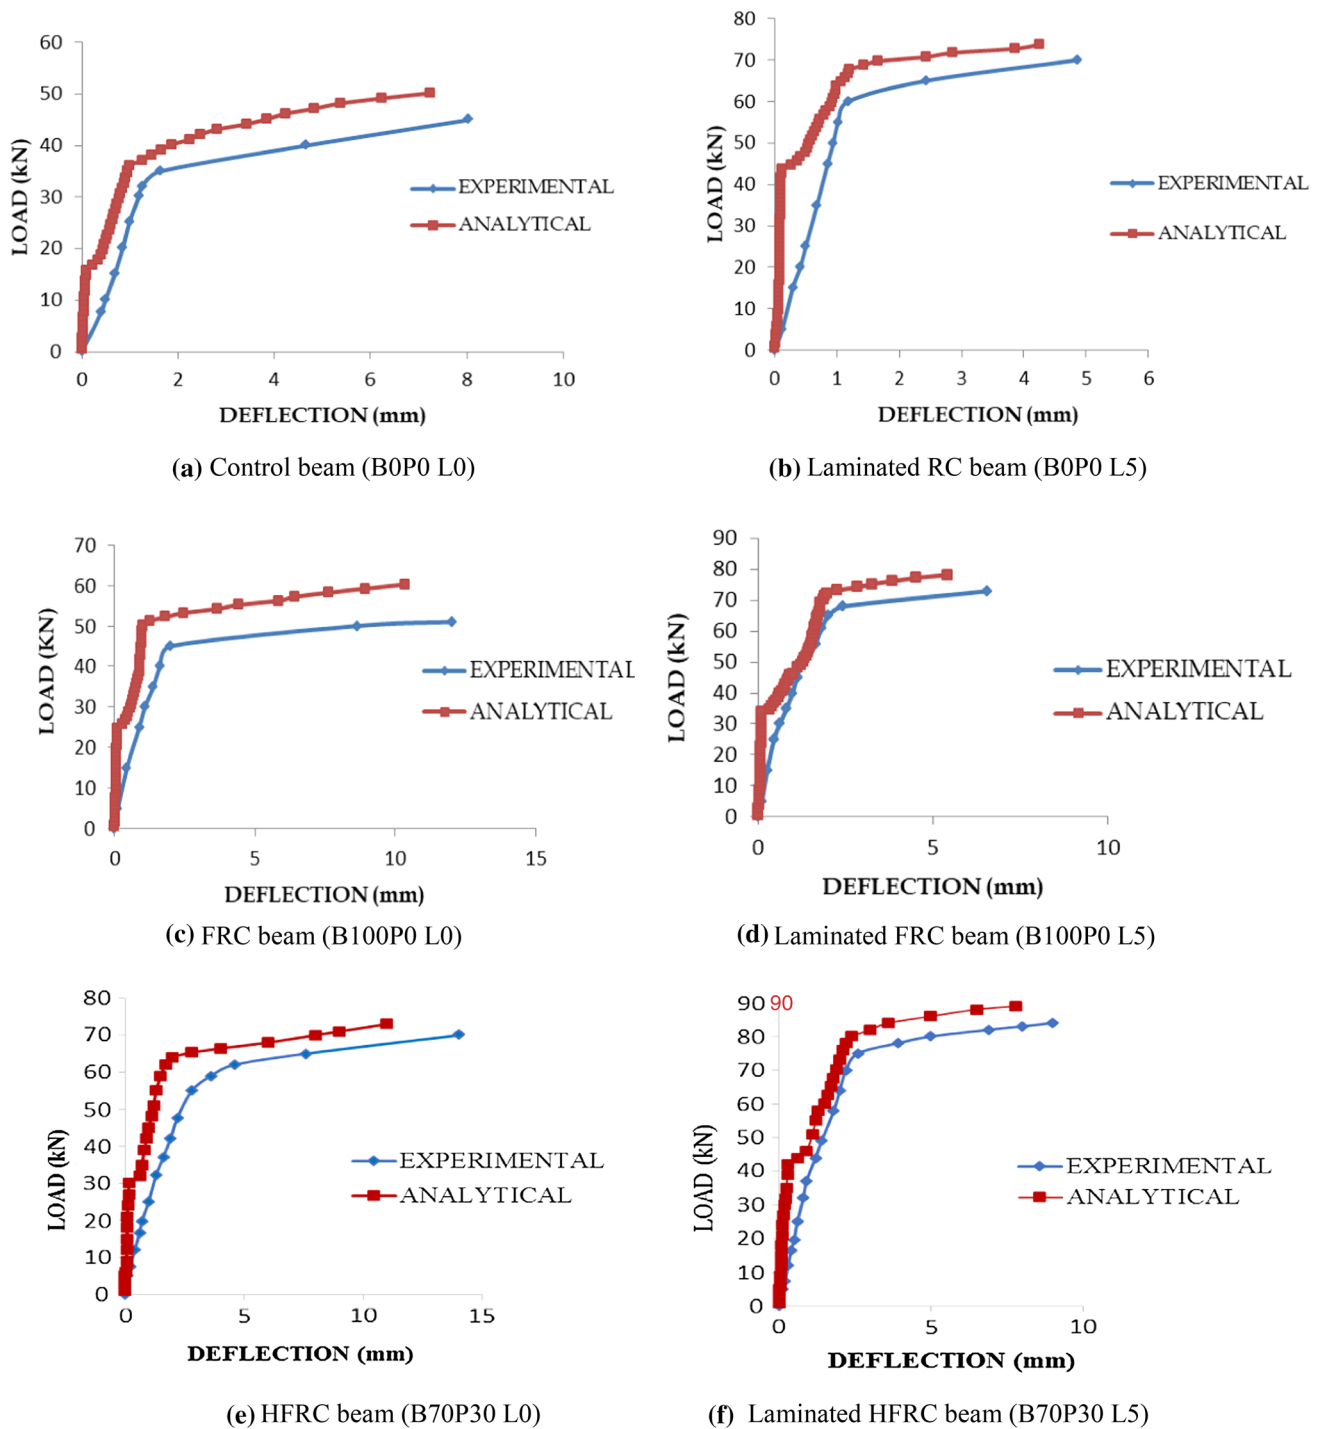 60
50
40
30
20
10
0
0 2 4 6 8 10
LOAD (kN)
DEFLECTION (mm)
EXPERIMENTAL
ANALYTICAL
(a) Control beam (B0P0 L0)
80
70
60
50
40
30
20
10
0
0 1 2 3 4 5 6
LOAD (kN)
DEFLECTION (mm)
EXPERIMENTAL
ANALYTICAL
(b) Laminated RC beam (B0P0 L5)
70
60
50
40
30
20
10
0
0 5 10 15
LOAD (KN)
DEFLECTION (mm)
EXPERIMENTAL
ANALYTICAL
(c) FRC beam (B100P0 L0)
90
80
70
60
50
40
30
20
10
0
0 5 10
LOAD (kN)
DEFLECTION (mm)
EXPERIMENTAL
ANALYTICAL
(d) Laminated FRC beam (B100P0 L5)
80
70
60
50
40
30
20
10
0
0 5 10 15
LOAD (kN)
DEFLECTION (mm)
EXPERIMENTAL
ANALYTICAL
(e) HFRC beam (B70P30 L0)
90 90
80
70
60
50
40
30
20
10
0
0 5 10
LOAD (kN)
DEFLECTION (mm)
EXPERIMENTAL
ANALYTICAL
(f) Laminated HFRC beam (B70P30 L5)